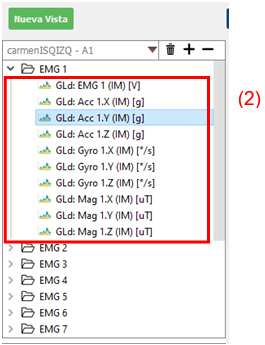 Nueva Vista
carmenISQIZQ - A1
EMG 1
GLd: EMG 1 (IM) [V]
GLd: Acc 1.X (IM) [g]
GLd: Acc 1.Y (IM) [g]
GLd: Acc 1.Z (IM) [g]
GLd: Gyro 1.X (IM) [°/s]
GLd: Gyro 1.Y (IM) [°/s]
GLd: Gyro 1.Z (IM) [°/s]
GLd: Mag 1.X (IM) [uT]
GLd: Mag 1.Y (IM) [uT]
GLd: Mag 1.Z (IM) [uT]
EMG 2
EMG 3
EMG 4
EMG 5
EMG 6
EMG 7
(2)